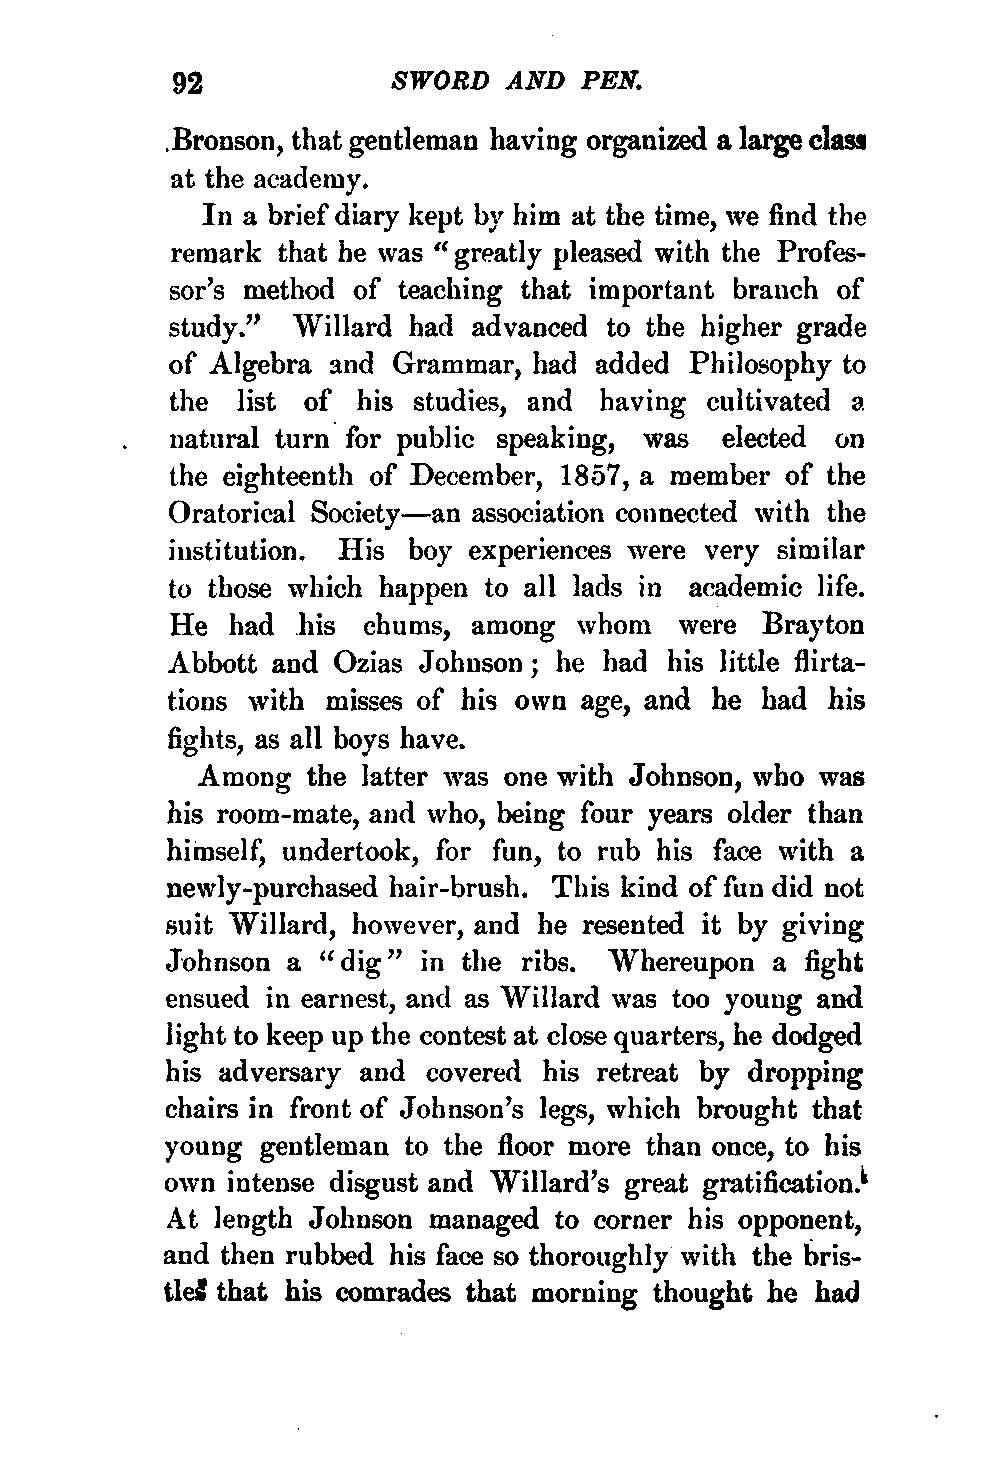 92 SWORD AND PEN.
Bronson, that gentleman having organized a large class
at the academy.
In a brief diary kept by him at the time, we find the
remark that he was “greatly pleased with the Profes-
sor’s method of teaching that important branch of
study.” Willard had advanced to the higher grade
of Algebra and Grammar, had added Philosophy to
the list of his studies, and having cultivated a
natural turn for public speaking, was elected on
the eighteenth of December, 1857, a member of the
Oratorical Society—an association connected with the
institution. His boy experiences were very similar
to those which happen to all lads in academic life.
He had his chums, among whom were Brayton
Abbott and Ozias Johnson; he had his little flirta-
tions with misses of his own age, and he had his
fights, as all boys have.
Among the latter was one with Johnson, who was
his room-mate, and who, being four years older than
himself, undertook, for fun, to rub his face with a
newly-purchased hair-brush. This kind of fun did not
suit Willard, however, and he resented it by giving
Johnson a “dig” in the ribs. Whereupon a fight
ensued in earnest, and as Willard was too young and
light to keep up the contest at close quarters, he dodged
his adversary and covered his retreat by dropping
chairs in front of Johnson’s legs, which brought that
young gentleman to the floor more than once, to his
own intense disgust and Willard’s great gratification.
At length Johnson managed to corner his opponent,
and then rubbed his face so thoroughly with the bris-
tles that his comrades that morning thought he had